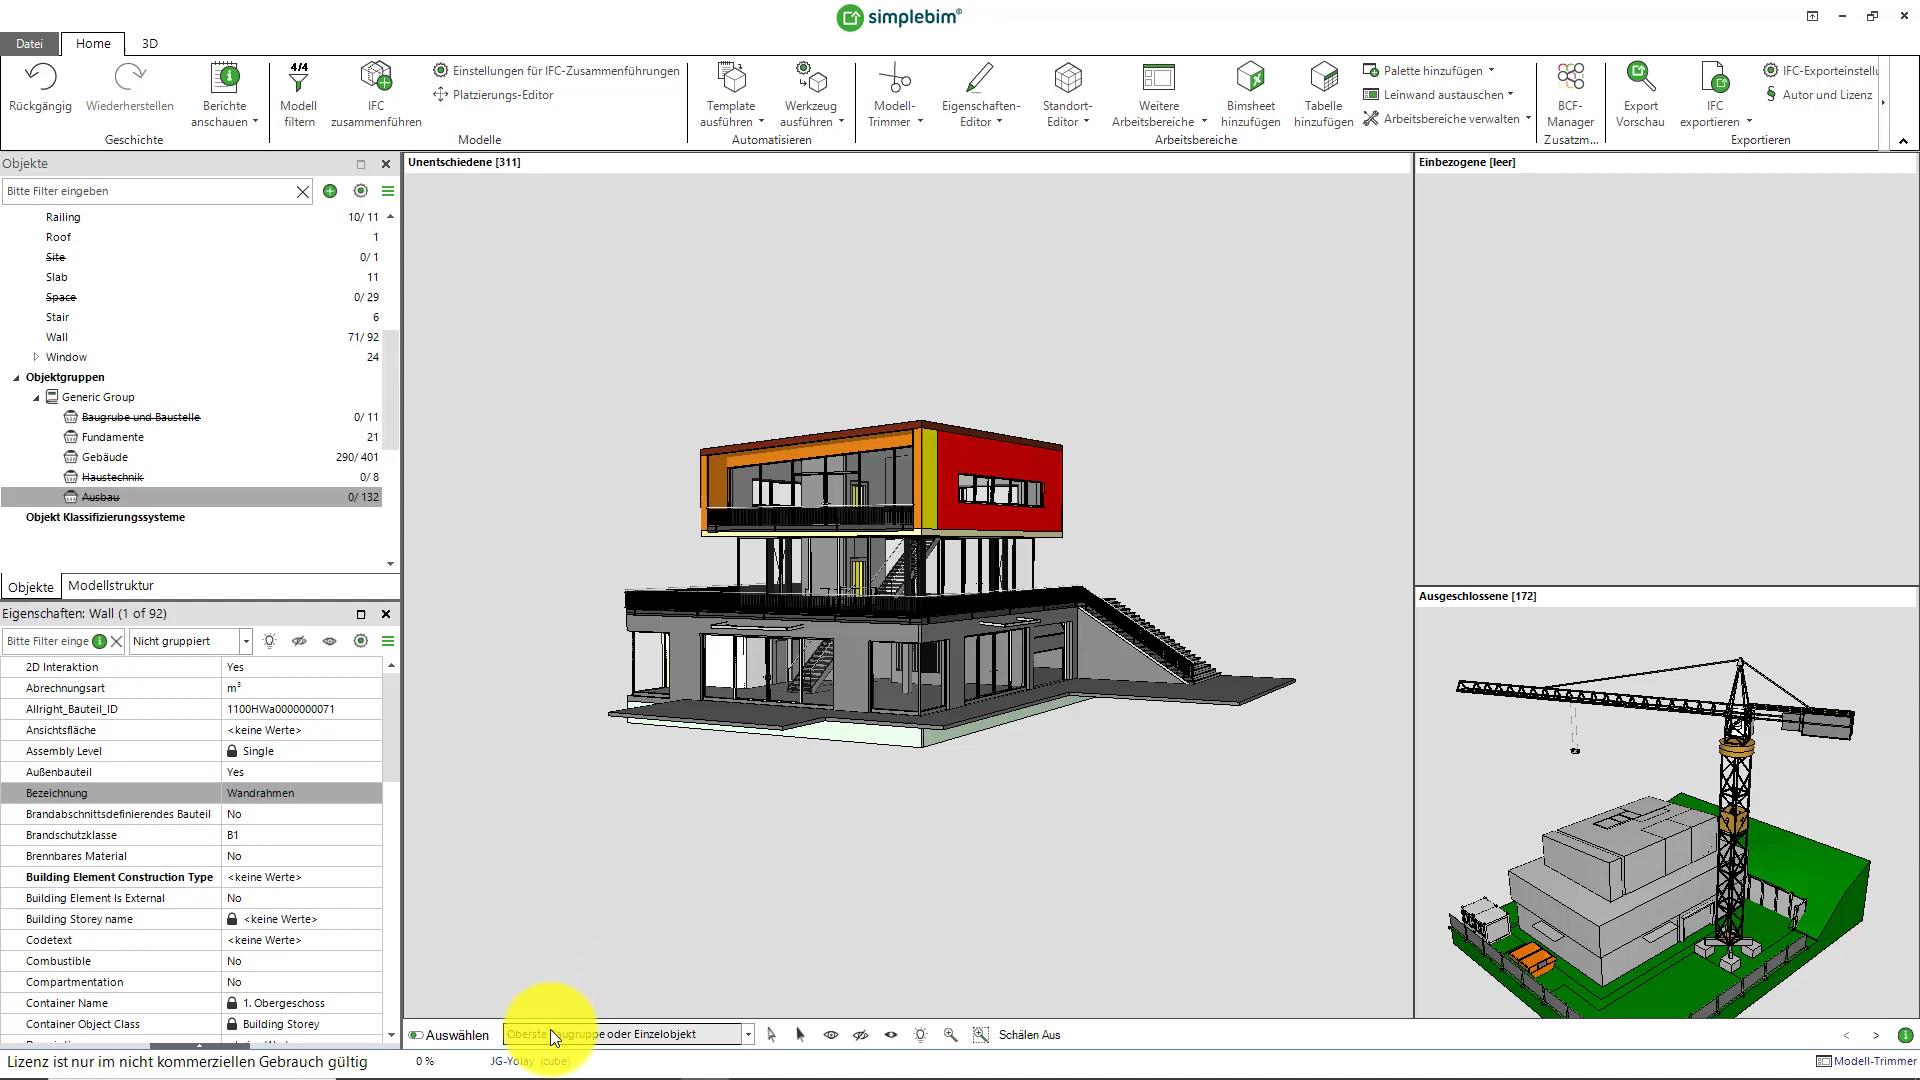 simplebim®
Datei
Home
3D
Rückgängig
Wiederherstellen
Berichte
anschauen
Geschichte
4/4
Modell
filtern
IFC
zusammenführen
Einstellungen für IFC-Zusammenführungen
Platzierungs-Editor
Modelle
Template
ausführen
Werkzeug
ausführen
Automatisieren
Modell-
Trimmer
Eigenschaften-
Editor
Standort-
Editor
Weitere
Arbeitsbereiche
Bimsheet
hinzufügen
Tabelle
hinzufügen
Palette hinzufügen
Leinwand austauschen
Arbeitsbereiche verwalten
Arbeitsbereiche
BCF-
Manager
Zusatzm...
Export
Vorschau
IFC
exportieren
IFC-Exporteinstellu
Autor und Lizenz
Exportieren
Objekte
Bitte Filter eingeben
Railing 10/ 11
Roof 1
Site 0/ 1
Slab 11
Space 0/ 29
Stair 6
Wall 71/ 92
Window 24
Objektgruppen
Generic Group
Baugrube und Baustelle 0/ 11
Fundamente 21
Gebäude 290/ 401
Haustechnik 0/ 8
Ausbau 0/ 132
Objekt Klassifizierungssysteme
Objekte
Modellstruktur
Eigenschaften: Wall (1 of 92)
Bitte Filter einge
Nicht gruppiert
2D Interaktion Yes
Abrechnungsart m³
Allright_Bauteil_ID 1100HWa0000000071
Ansichtsfläche <keine Werte>
Assembly Level Single
Außenbauteil Yes
Bezeichnung Wandrahmen
Brandabschnittsdefinierendes Bauteil No
Brandschutzklasse B1
Brennbares Material No
Building Element Construction Type <keine Werte>
Building Element Is External No
Building Storey name <keine Werte>
Codetext <keine Werte>
Combustible No
Compartmentation No
Container Name 1. Obergeschoss
Container Object Class Building Storey
Unentschiedene [311]
Einbezogene [leer]
Ausgeschlossene [172]
Auswählen
Oberste Baugruppe oder Einzelobjekt
Schälen Aus
Lizenz ist nur im nicht kommerziellen Gebrauch gültig
0 %
JG-Yolay (cube)
Modell-Trimmer